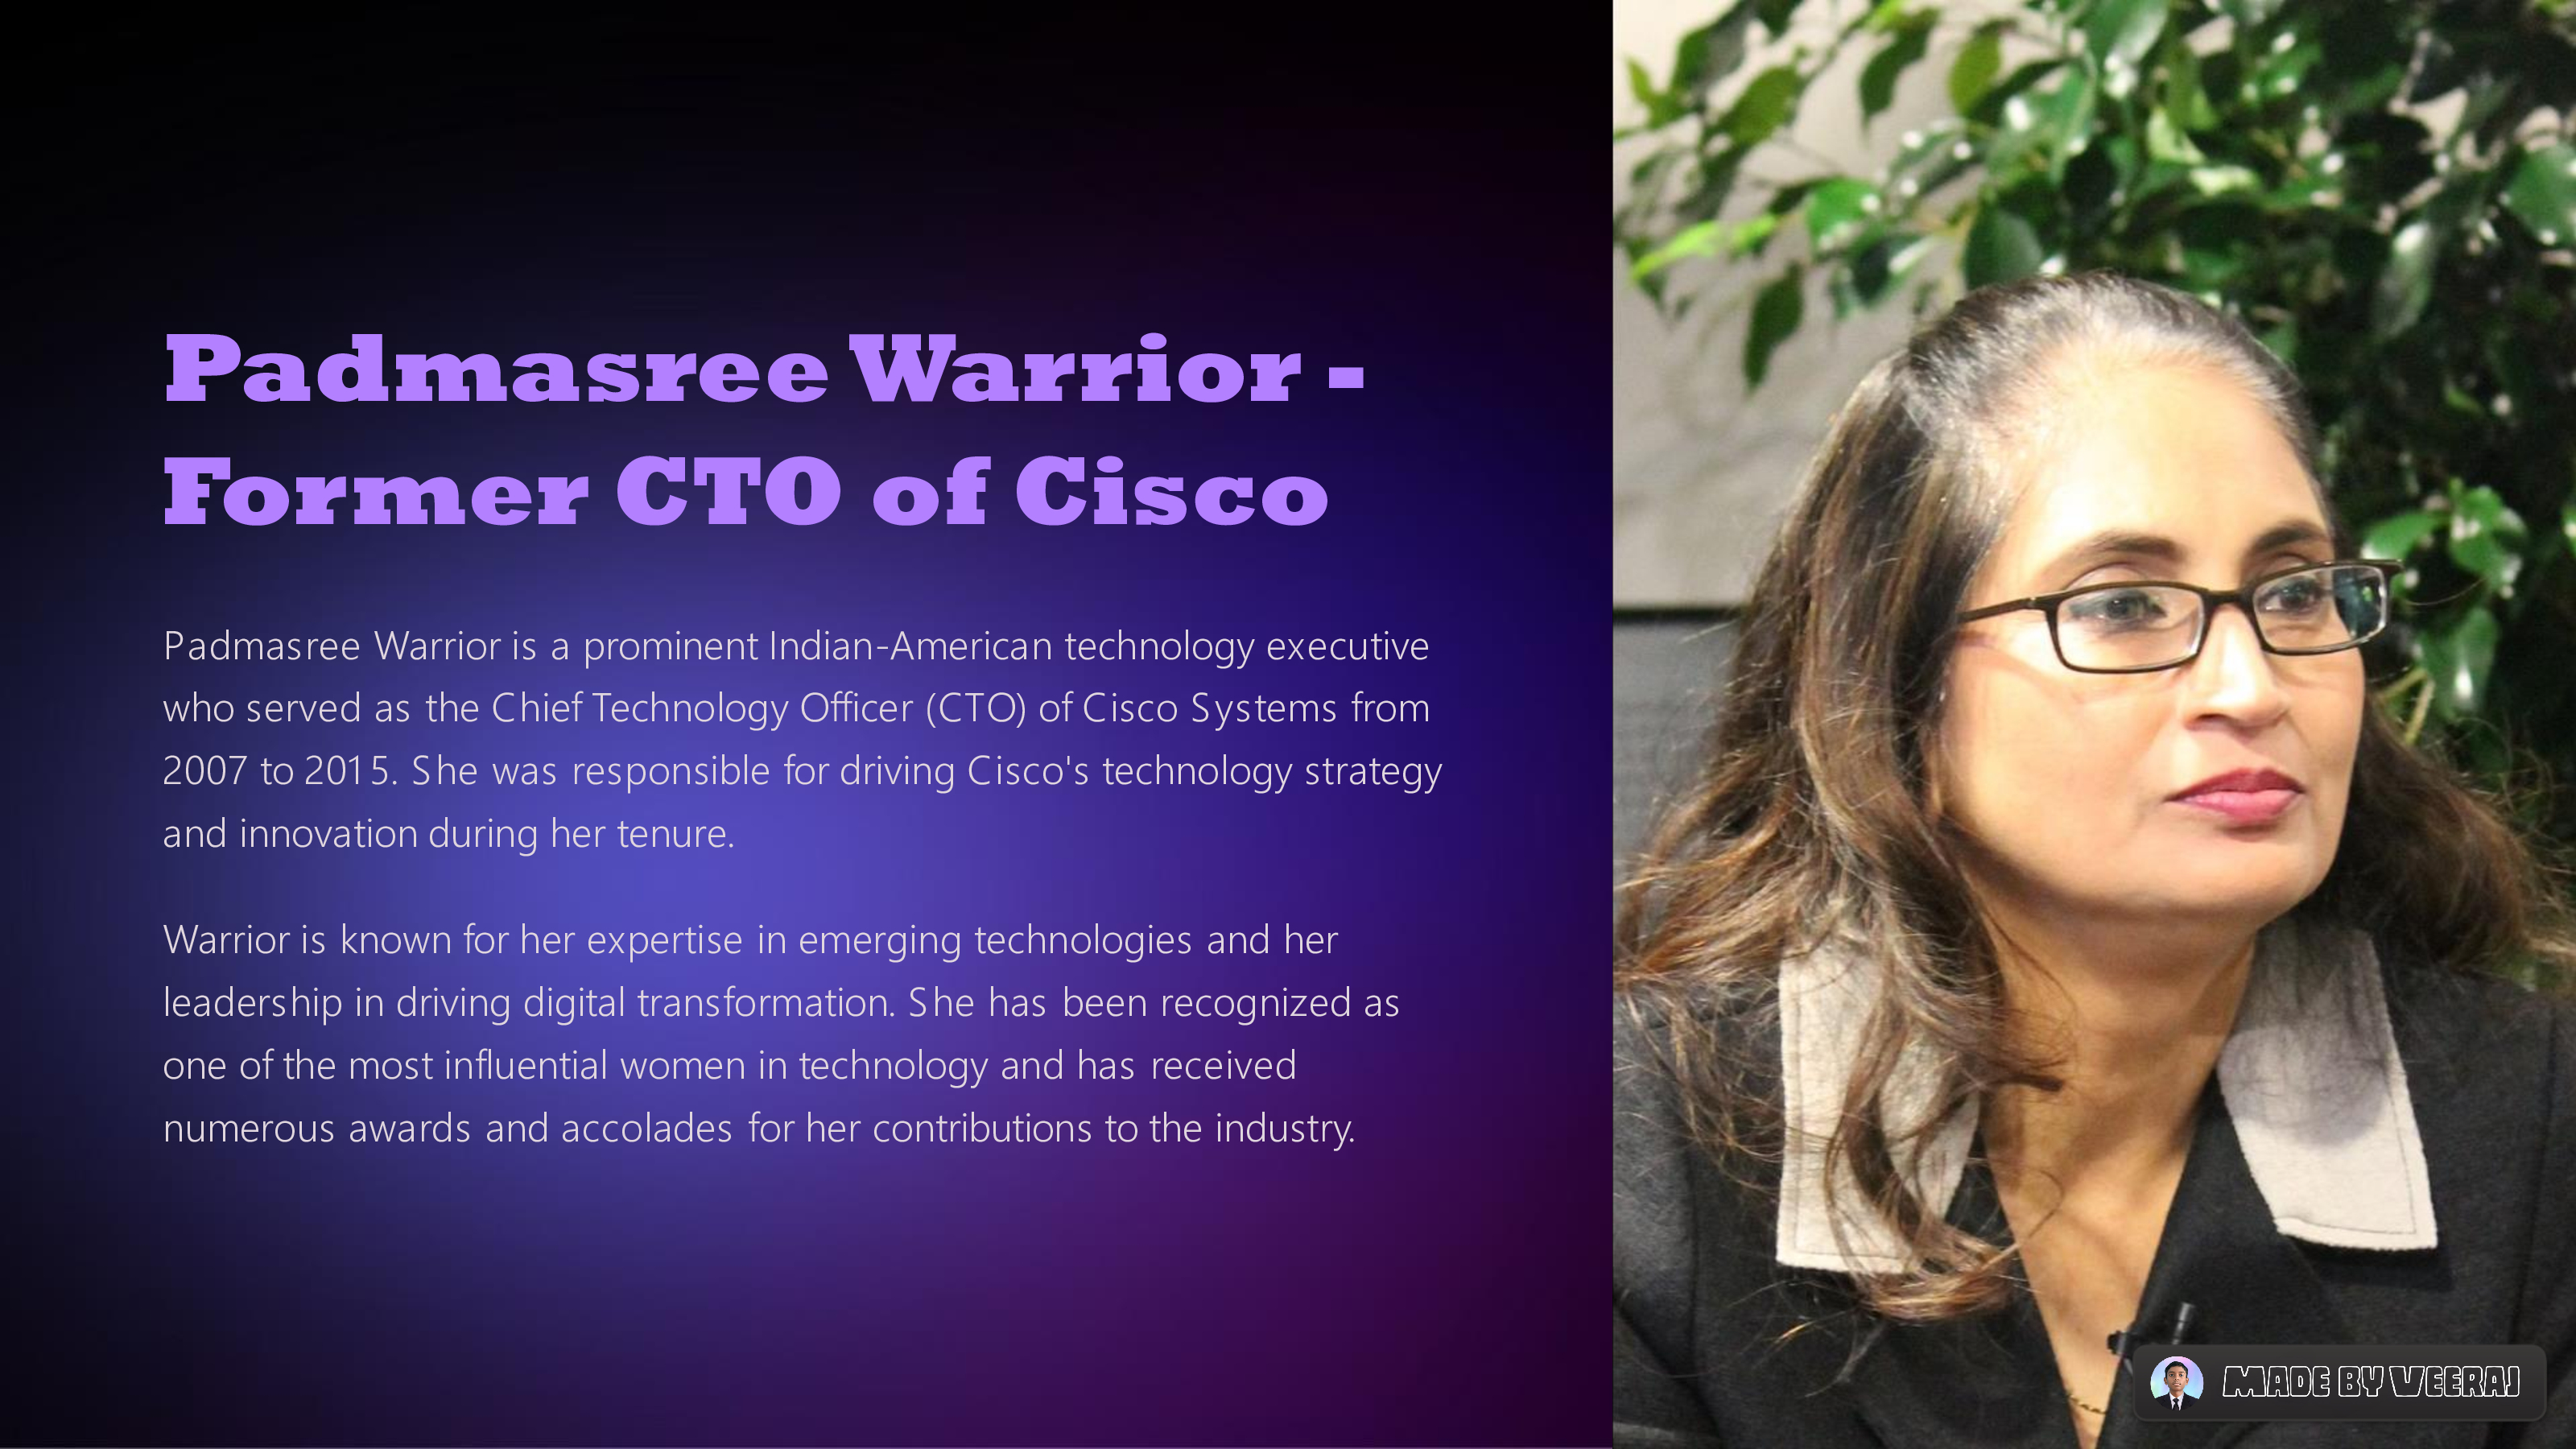 Padmasree Warrior -
Former CTO of Cisco
Padmasree Warrior is a prominent Indian-American technology executive
who served as the Chief Technology Officer (CTO) of Cisco Systems from
2007 to 2015. She was responsible for driving Cisco's technology strategy
and innovation during her tenure.
Warrior is known for her expertise in emerging technologies and her
leadership in driving digital transformation. She has been recognized as
one of the most influential women in technology and has received
numerous awards and accolades for her contributions to the industry.
MADE BY VEERAJ